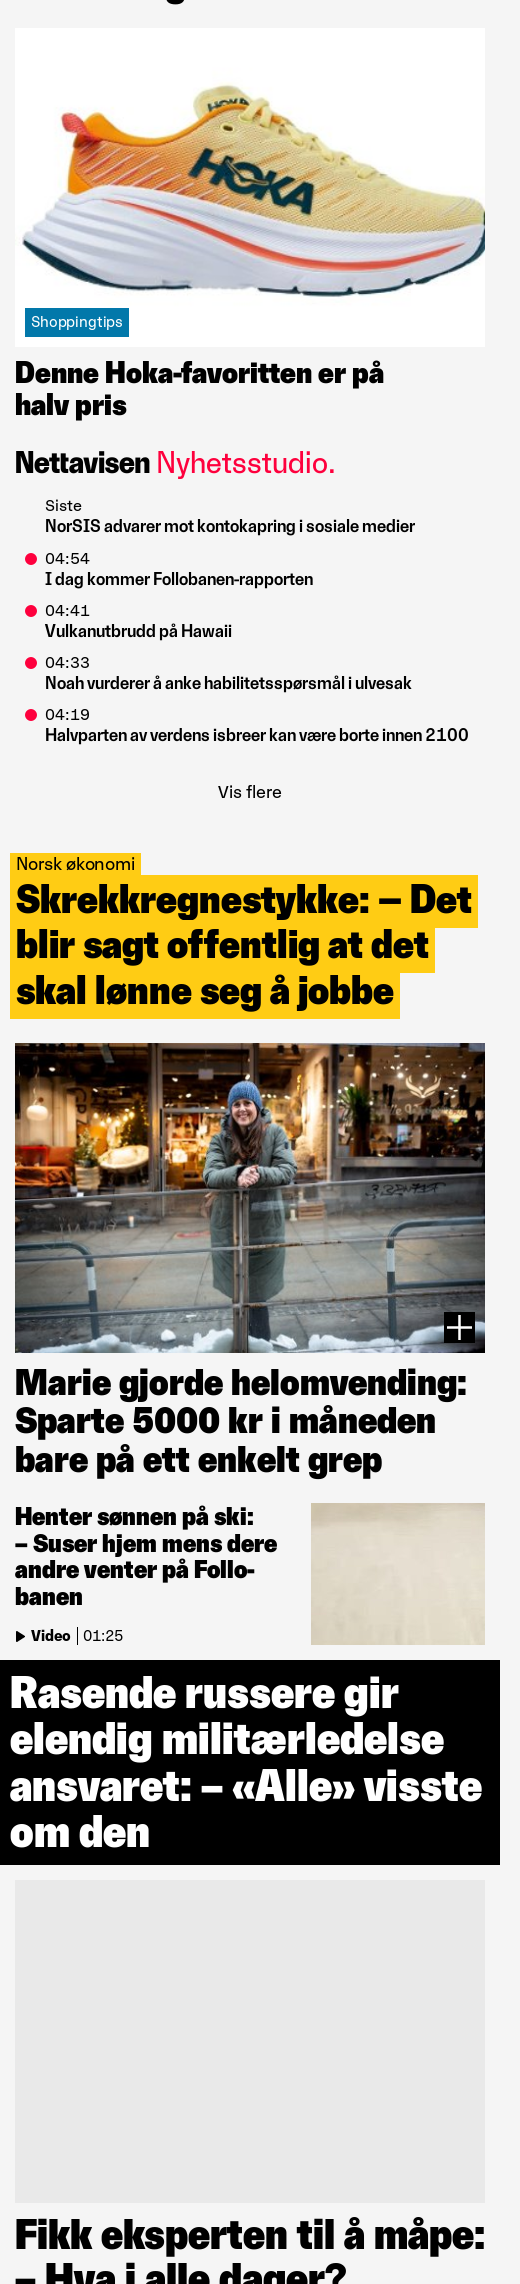 HOKA
HOKA
Shoppingtips
Denne Hoka-favoritten er på
halv pris
Nettavisen Nyhetsstudio.
Siste
NorSIS advarer mot kontokapring i sosiale medier
04:54
I dag kommer Follobanen-rapporten
04:41
Vulkanutbrudd på Hawaii
04:33
Noah vurderer å anke habilitetsspørsmål i ulvesak
04:19
Halvparten av verdens isbreer kan være borte innen 2100
Vis flere
Norsk økonomi
Skrekkregnestykke: – Det
blir sagt offentlig at det
skal lønne seg å jobbe
Marie gjorde helomvending:
Sparte 5000 kr i måneden
bare på ett enkelt grep
Henter sønnen på ski:
– Suser hjem mens dere
andre venter på Follo-
banen
Video | 01:25
Rasende russere gir
elendig militærledelse
ansvaret: – «Alle» visste
om den
Fikk eksperten til å måpe:
– Hva i alle dager?